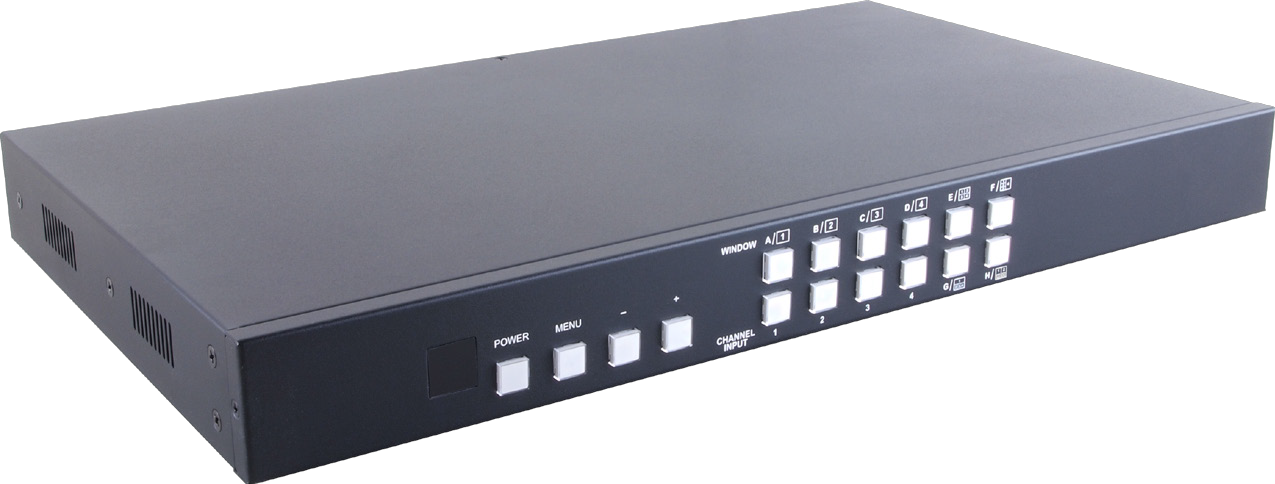 POWER
MENU
-
+
WINDOW
A/1
B/2
C/3
D/4
E/
F/
CHANNEL
INPUT
1
2
3
4
G/
H/